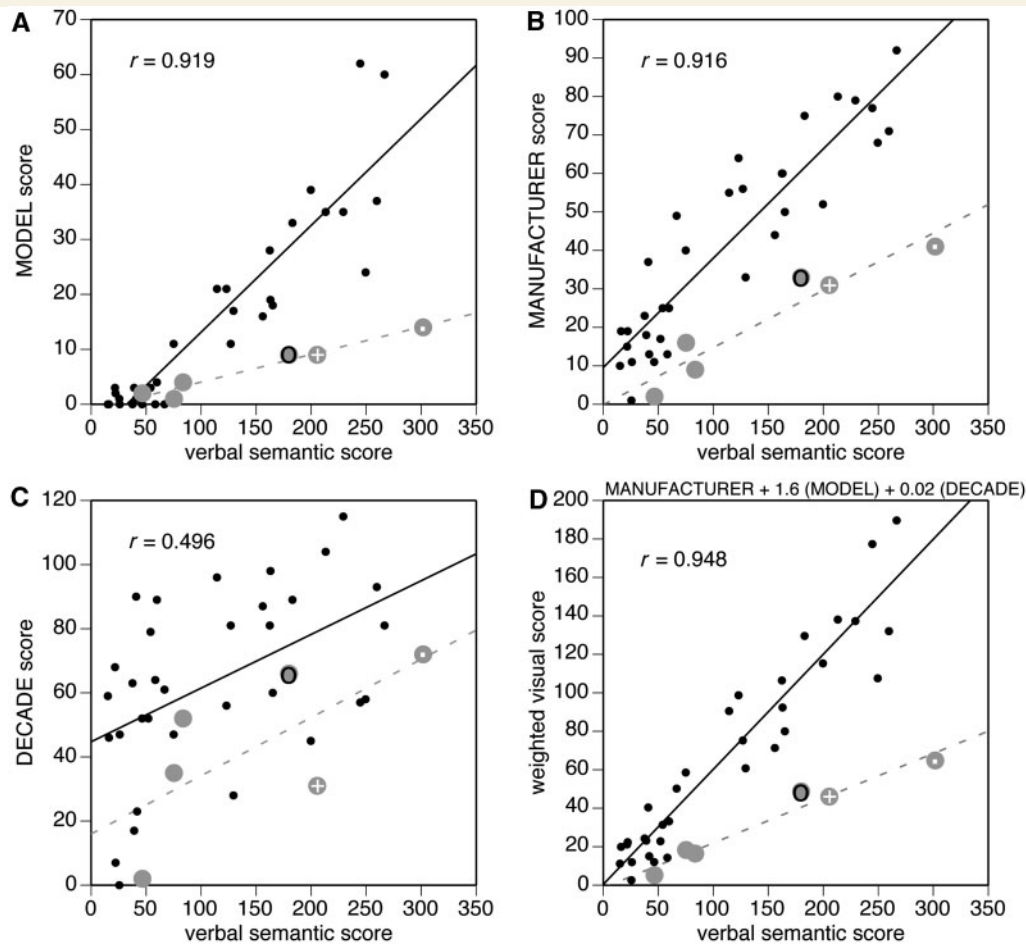 A
r = 0.919
MODEL score
70
60
50
40
30
20
10
0
0 50 100 150 200 250 300 350
verbal semantic score
B
r = 0.916
MANUFACTURER score
100
90
80
70
60
50
40
30
20
10
0
0 50 100 150 200 250 300 350
verbal semantic score
C
r = 0.496
DECADE score
120
100
80
60
40
20
0
0 50 100 150 200 250 300 350
verbal semantic score
D
MANUFACTURER + 1.6 (MODEL) + 0.02 (DECADE)
r = 0.948
weighted visual score
200
180
160
140
120
100
80
60
40
20
0
0 50 100 150 200 250 300 350
verbal semantic score